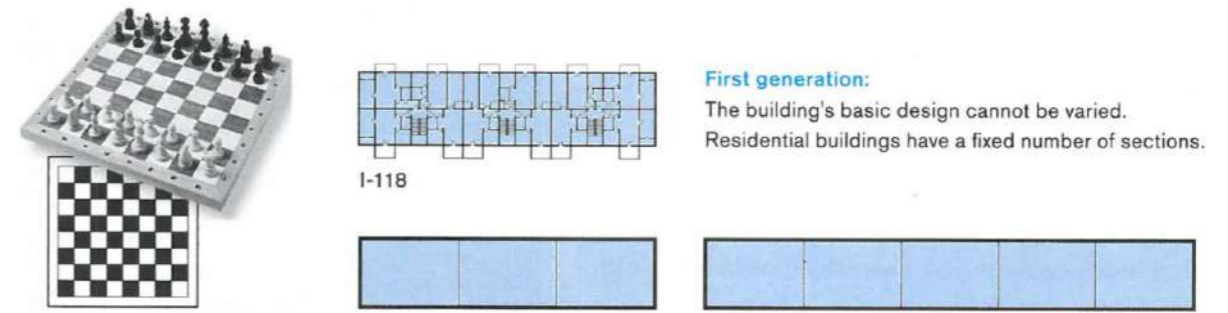 First generation:
The building's basic design cannot be varied.
Residential buildings have a fixed number of sections.
I-118